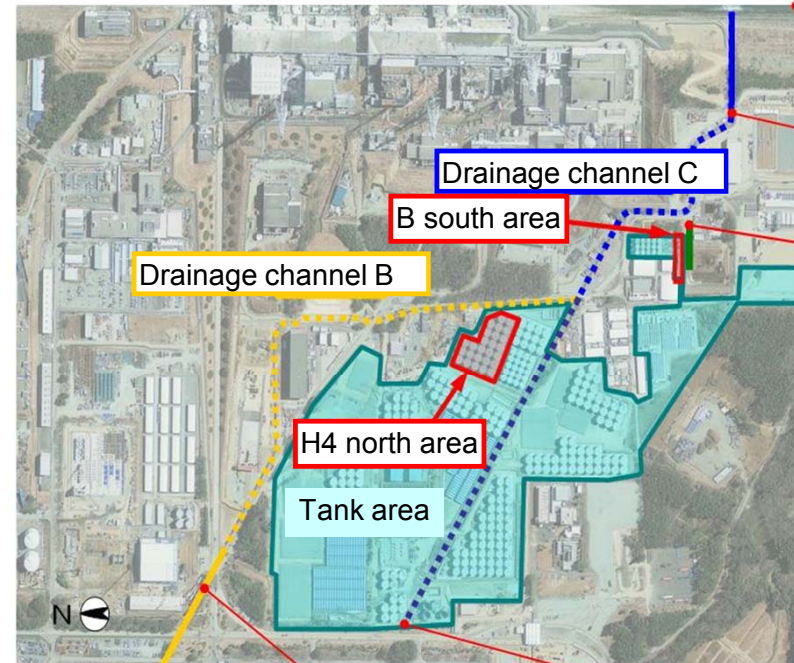 Drainage channel C
B south area
Drainage channel B
H4 north area
Tank area
N